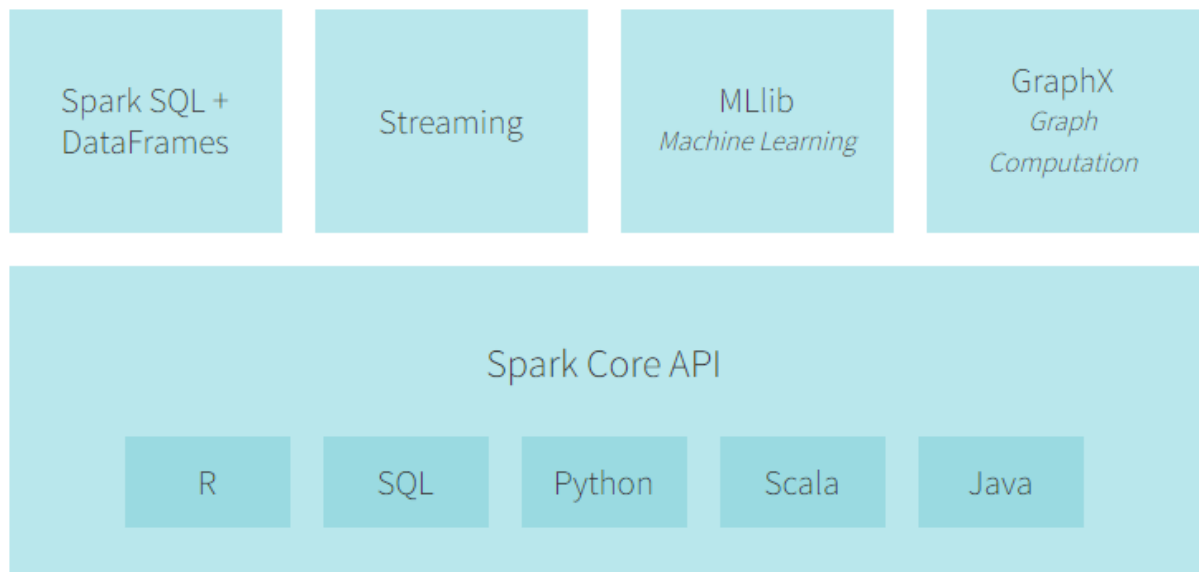 Spark SQL +
DataFrames
Streaming
MLlib
Machine Learning
GraphX
Graph
Computation
Spark Core API
R
SQL
Python
Scala
Java